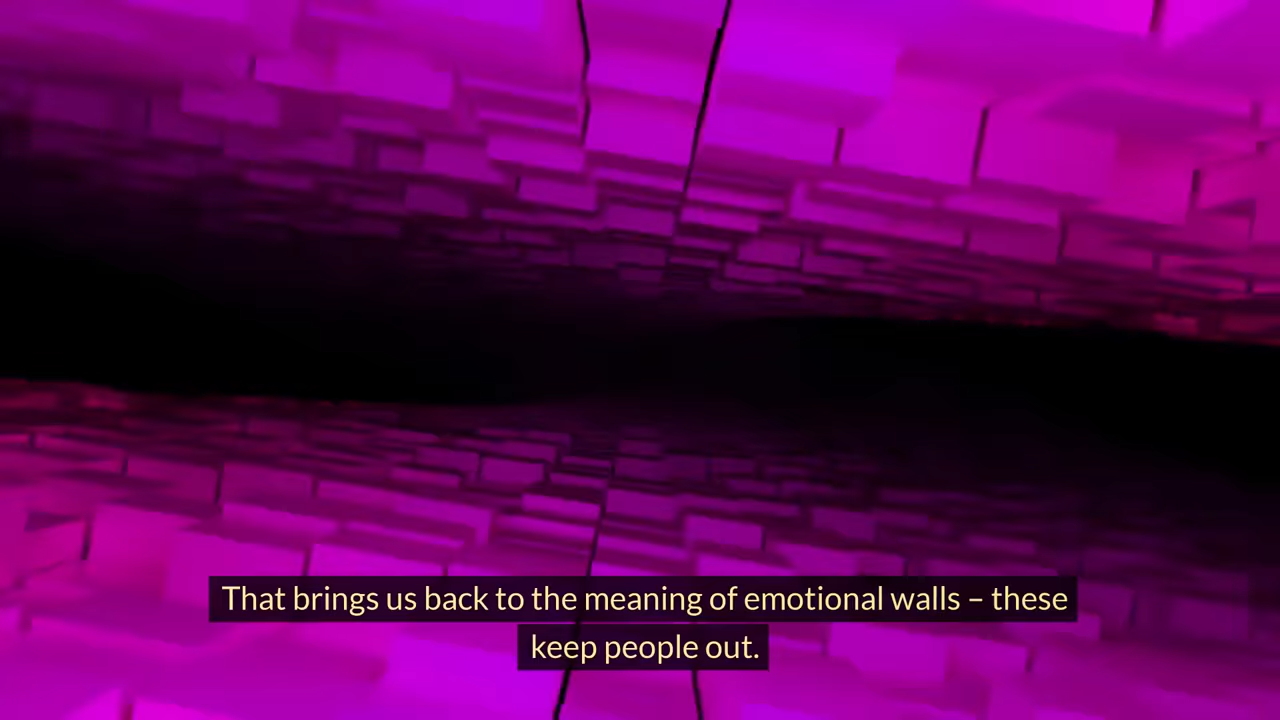 That brings us back to the meaning of emotional walls – these
keep people out.